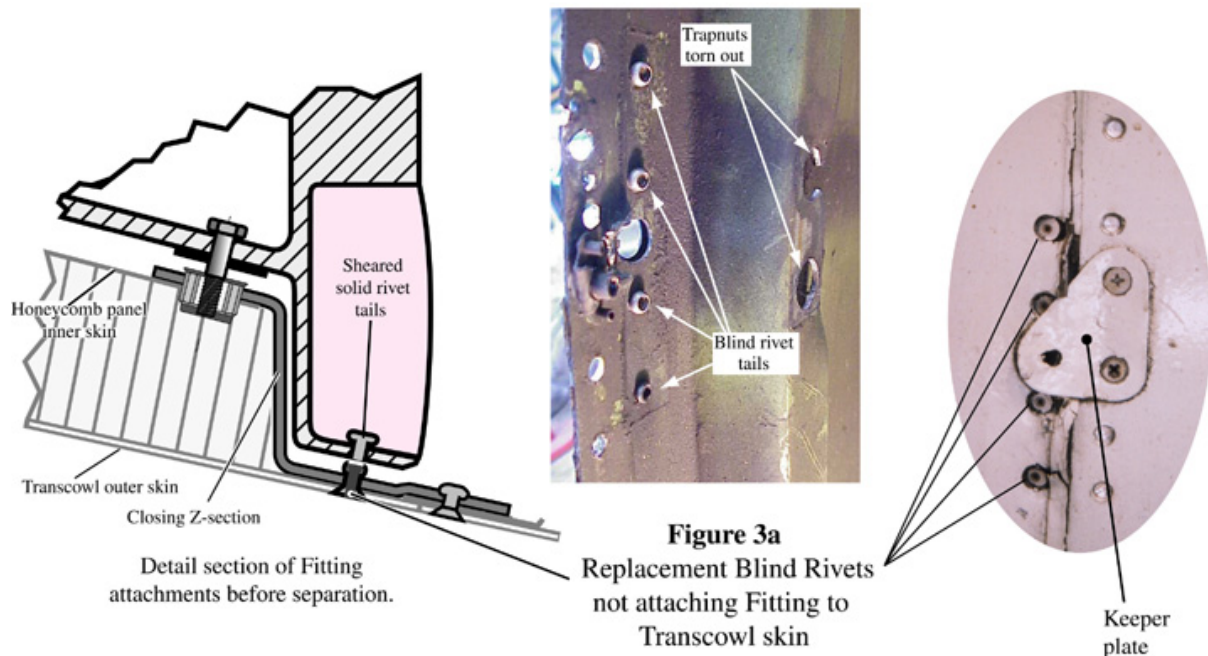 Trapnuts
torn out
Sheared
solid rivet
tails
Honeycomb panel
inner skin
Blind rivet
tails
Transcowl outer skin
Closing Z-section
Detail section of Fitting
attachments before separation.
Figure 3a
Replacement Blind Rivets
not attaching Fitting to
Transcowl skin
Keeper
plate